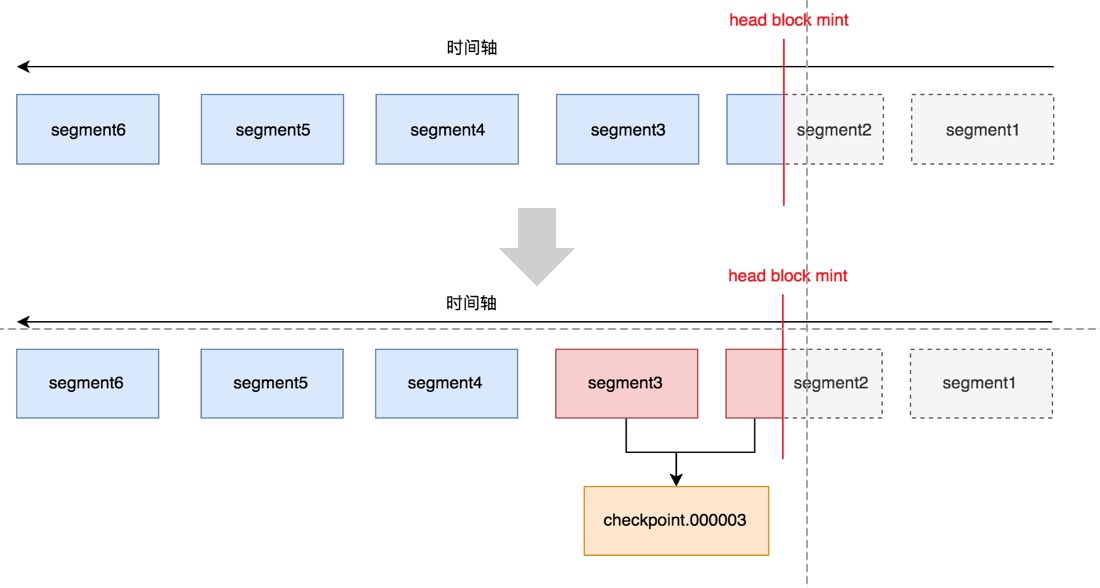 head block mint
时间轴
segment6
segment5
segment4
segment3
segment2
segment1
head block mint
时间轴
segment6
segment5
segment4
segment3
segment2
segment1
checkpoint.000003